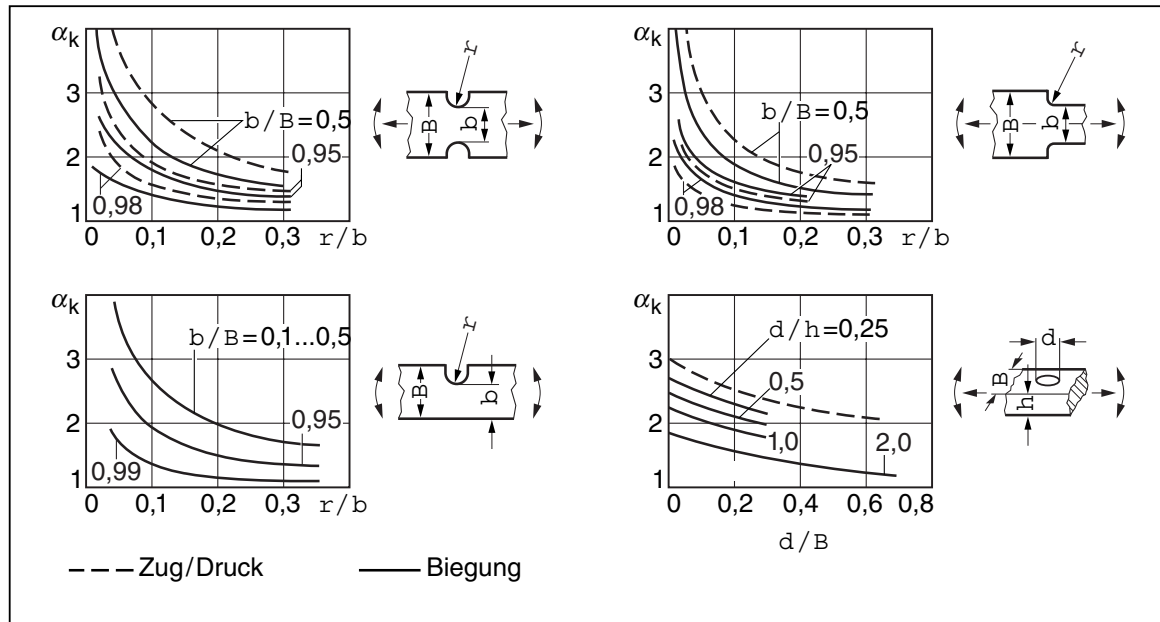 αk
3
2
1
0 0,1 0,2 0,3 r/b
b/B=0,5
0,95
0,98
r
B
b
αk
3
2
1
0 0,1 0,2 0,3 r/b
b/B=0,5
0,95
0,98
r
B
b
αk
3
2
1
0 0,1 0,2 0,3 r/b
b/B=0,1...0,5
0,95
0,99
r
B
b
αk
3
2
1
0 0,2 0,4 0,6 0,8
d/B
d/h=0,25
0,5
1,0
2,0
d
B
h
Zug/Druck
Biegung